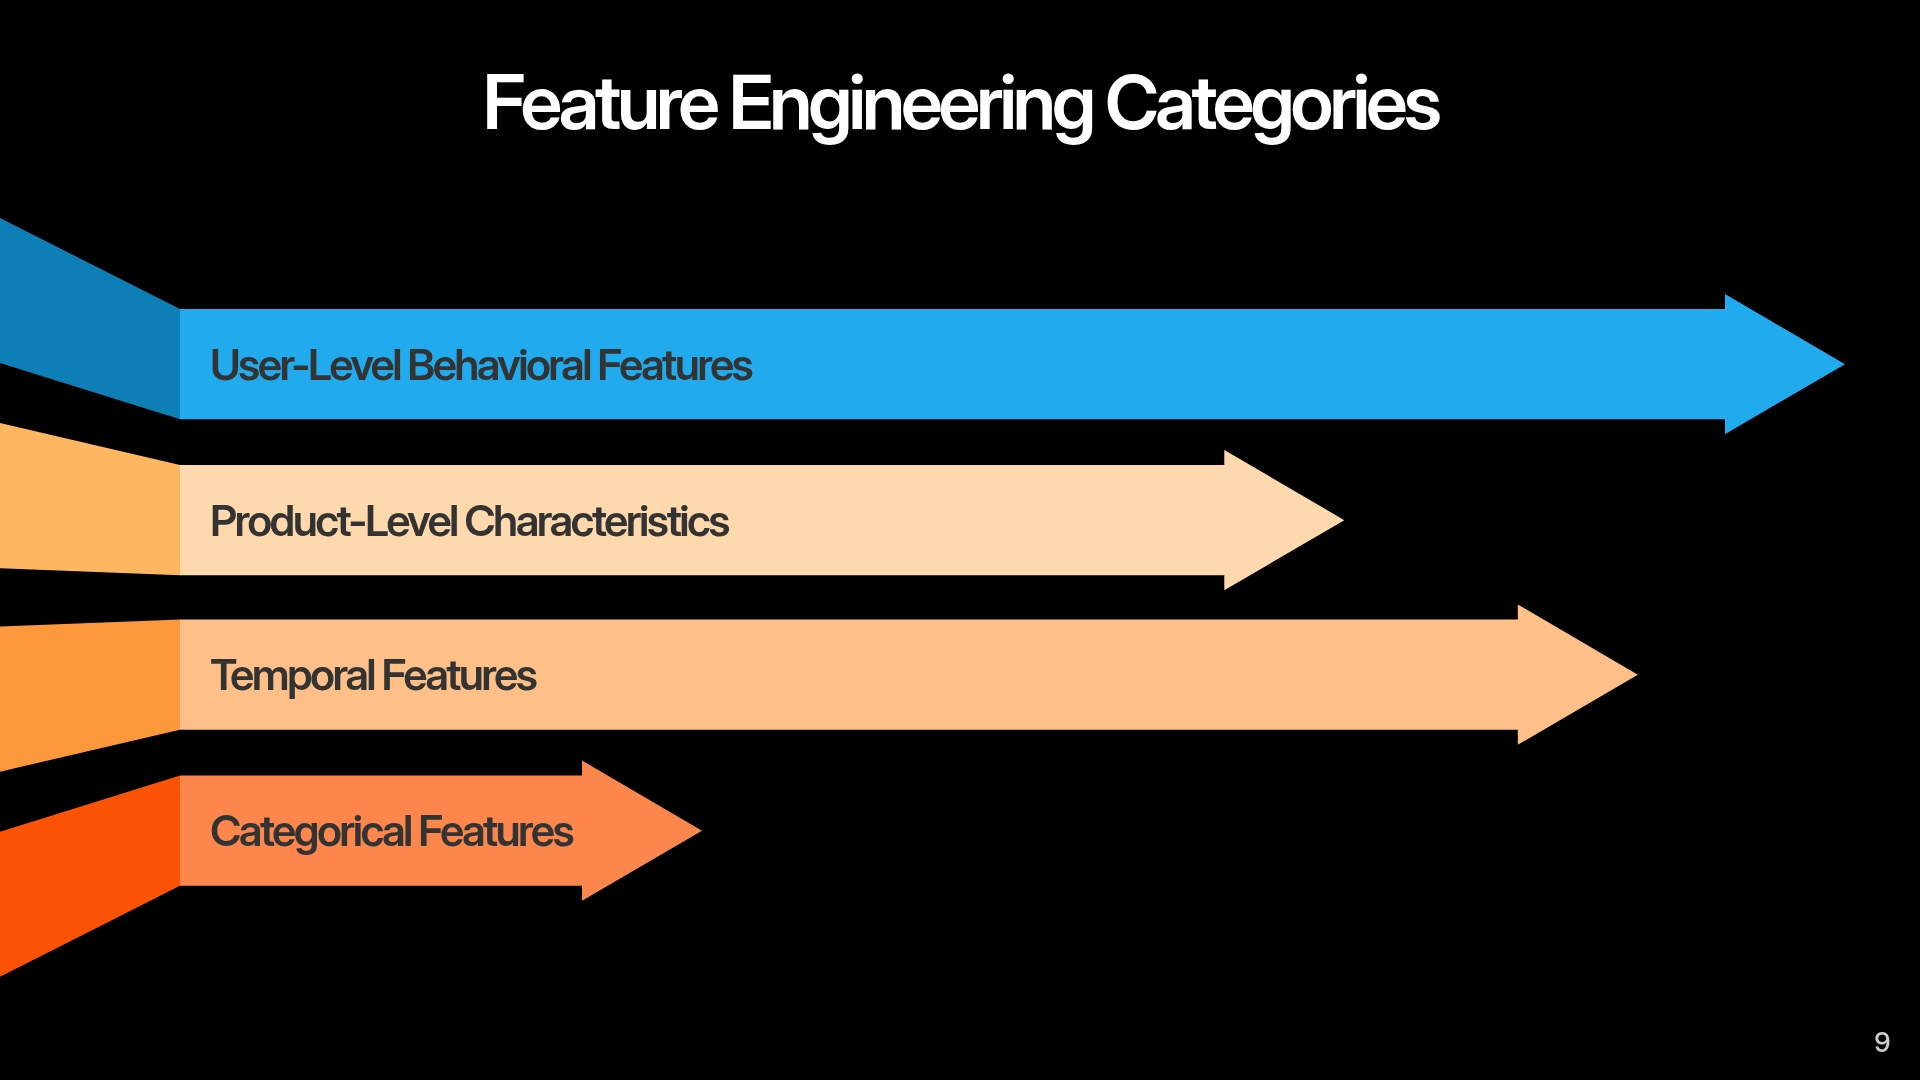 Feature Engineering Categories
User-Level Behavioral Features
Product-Level Characteristics
Temporal Features
Categorical Features
9